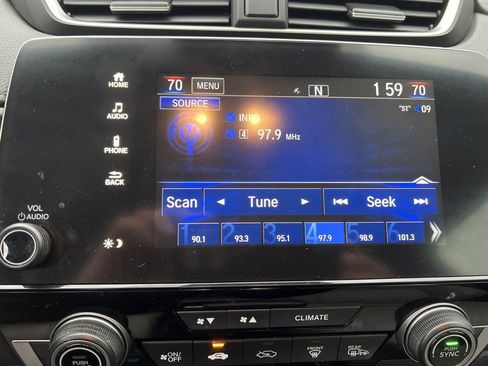 HOME
AUDIO
PHONE
BACK
VOL
AUDIO
70 MENU N 1 59 70
SOURCE "ST" 09
INFO
FM 4 97.9 MHz
Scan Tune Seek
1 90.1 2 93.3 3 95.1 4 97.9 5 98.9 6 101.3
CLIMATE
ON/OFF FRONT REAR
PUSH
SYNC
PUSH